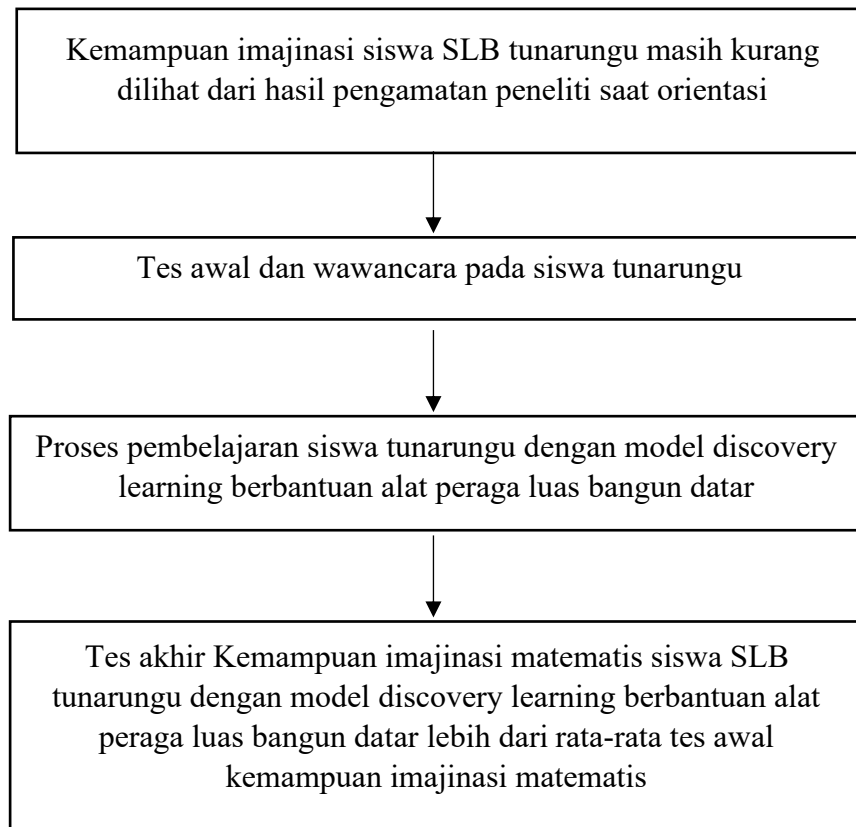 Kemampuan imajinasi siswa SLB tunarungu masih kurang
dilihat dari hasil pengamatan peneliti saat orientasi
Tes awal dan wawancara pada siswa tunarungu
Proses pembelajaran siswa tunarungu dengan model discovery
learning berbantuan alat peraga luas bangun datar
Tes akhir Kemampuan imajinasi matematis siswa SLB
tunarungu dengan model discovery learning berbantuan alat
peraga luas bangun datar lebih dari rata-rata tes awal
kemampuan imajinasi matematis